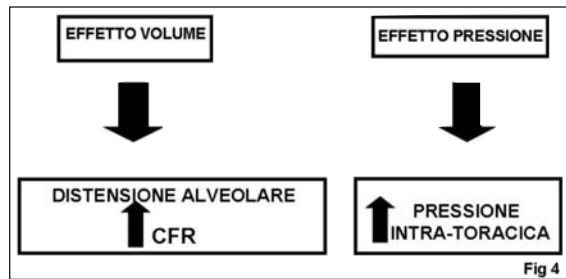 EFFETTO VOLUME
EFFETTO PRESSIONE
DISTENSIONE ALVEOLARE
CFR
PRESSIONE
INTRA-TORACICA
Fig 4